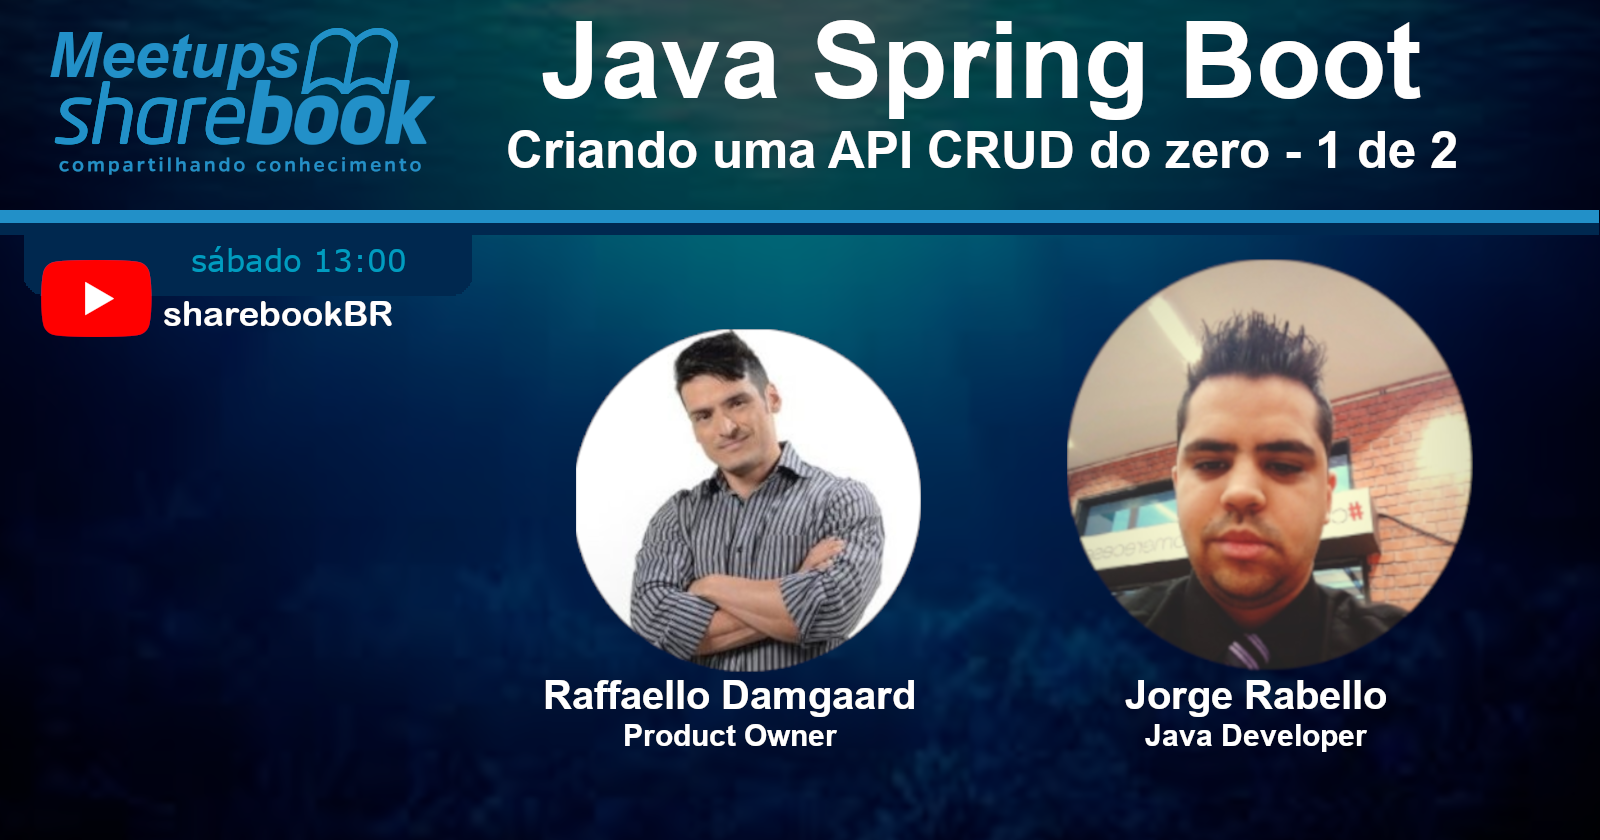 Meetups
sharebook
compartilhando conhecimento
Java Spring Boot
Criando uma API CRUD do zero - 1 de 2
sábado 13:00
sharebookBR
Raffaello Damgaard
Product Owner
Jorge Rabello
Java Developer